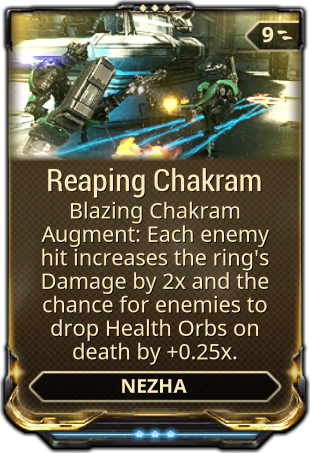 9
Reaping Chakram
Blazing Chakram
Augment: Each enemy
hit increases the ring's
Damage by 2x and the
chance for enemies to
drop Health Orbs on
death by +0.25x.
NEZHA